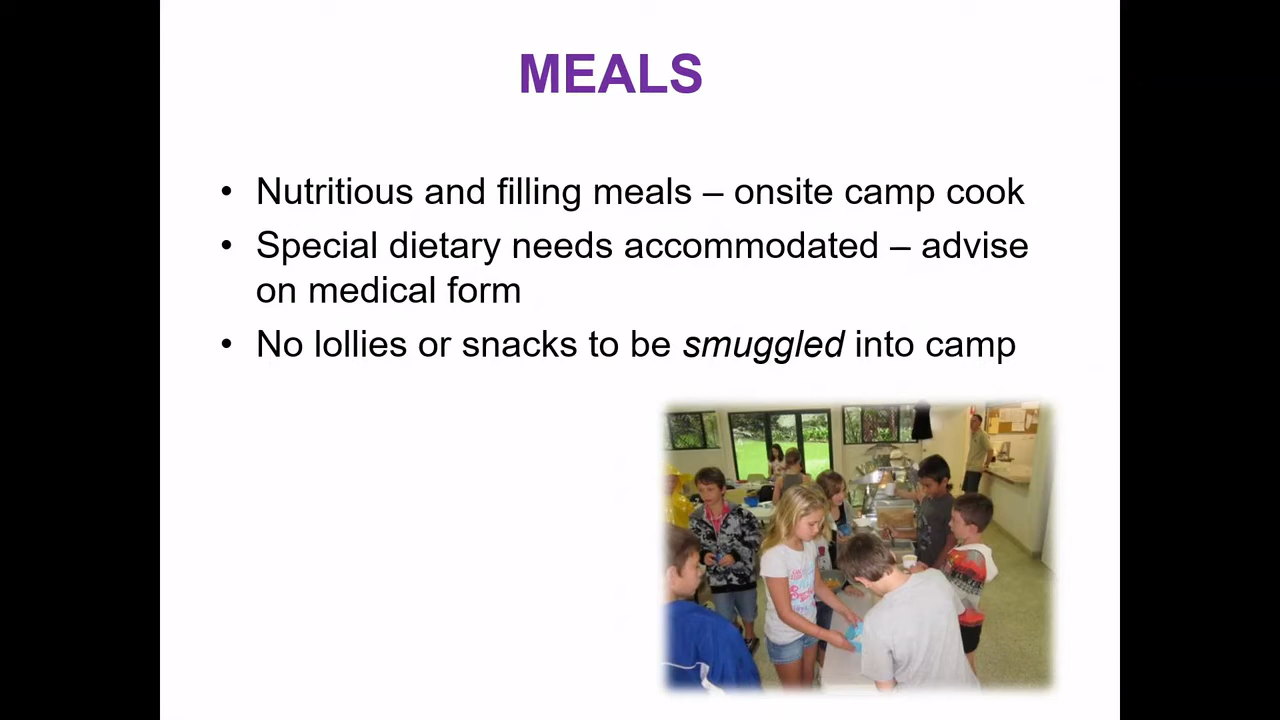 MEALS
• Nutritious and filling meals – onsite camp cook
• Special dietary needs accommodated – advise
on medical form
• No lollies or snacks to be smuggled into camp